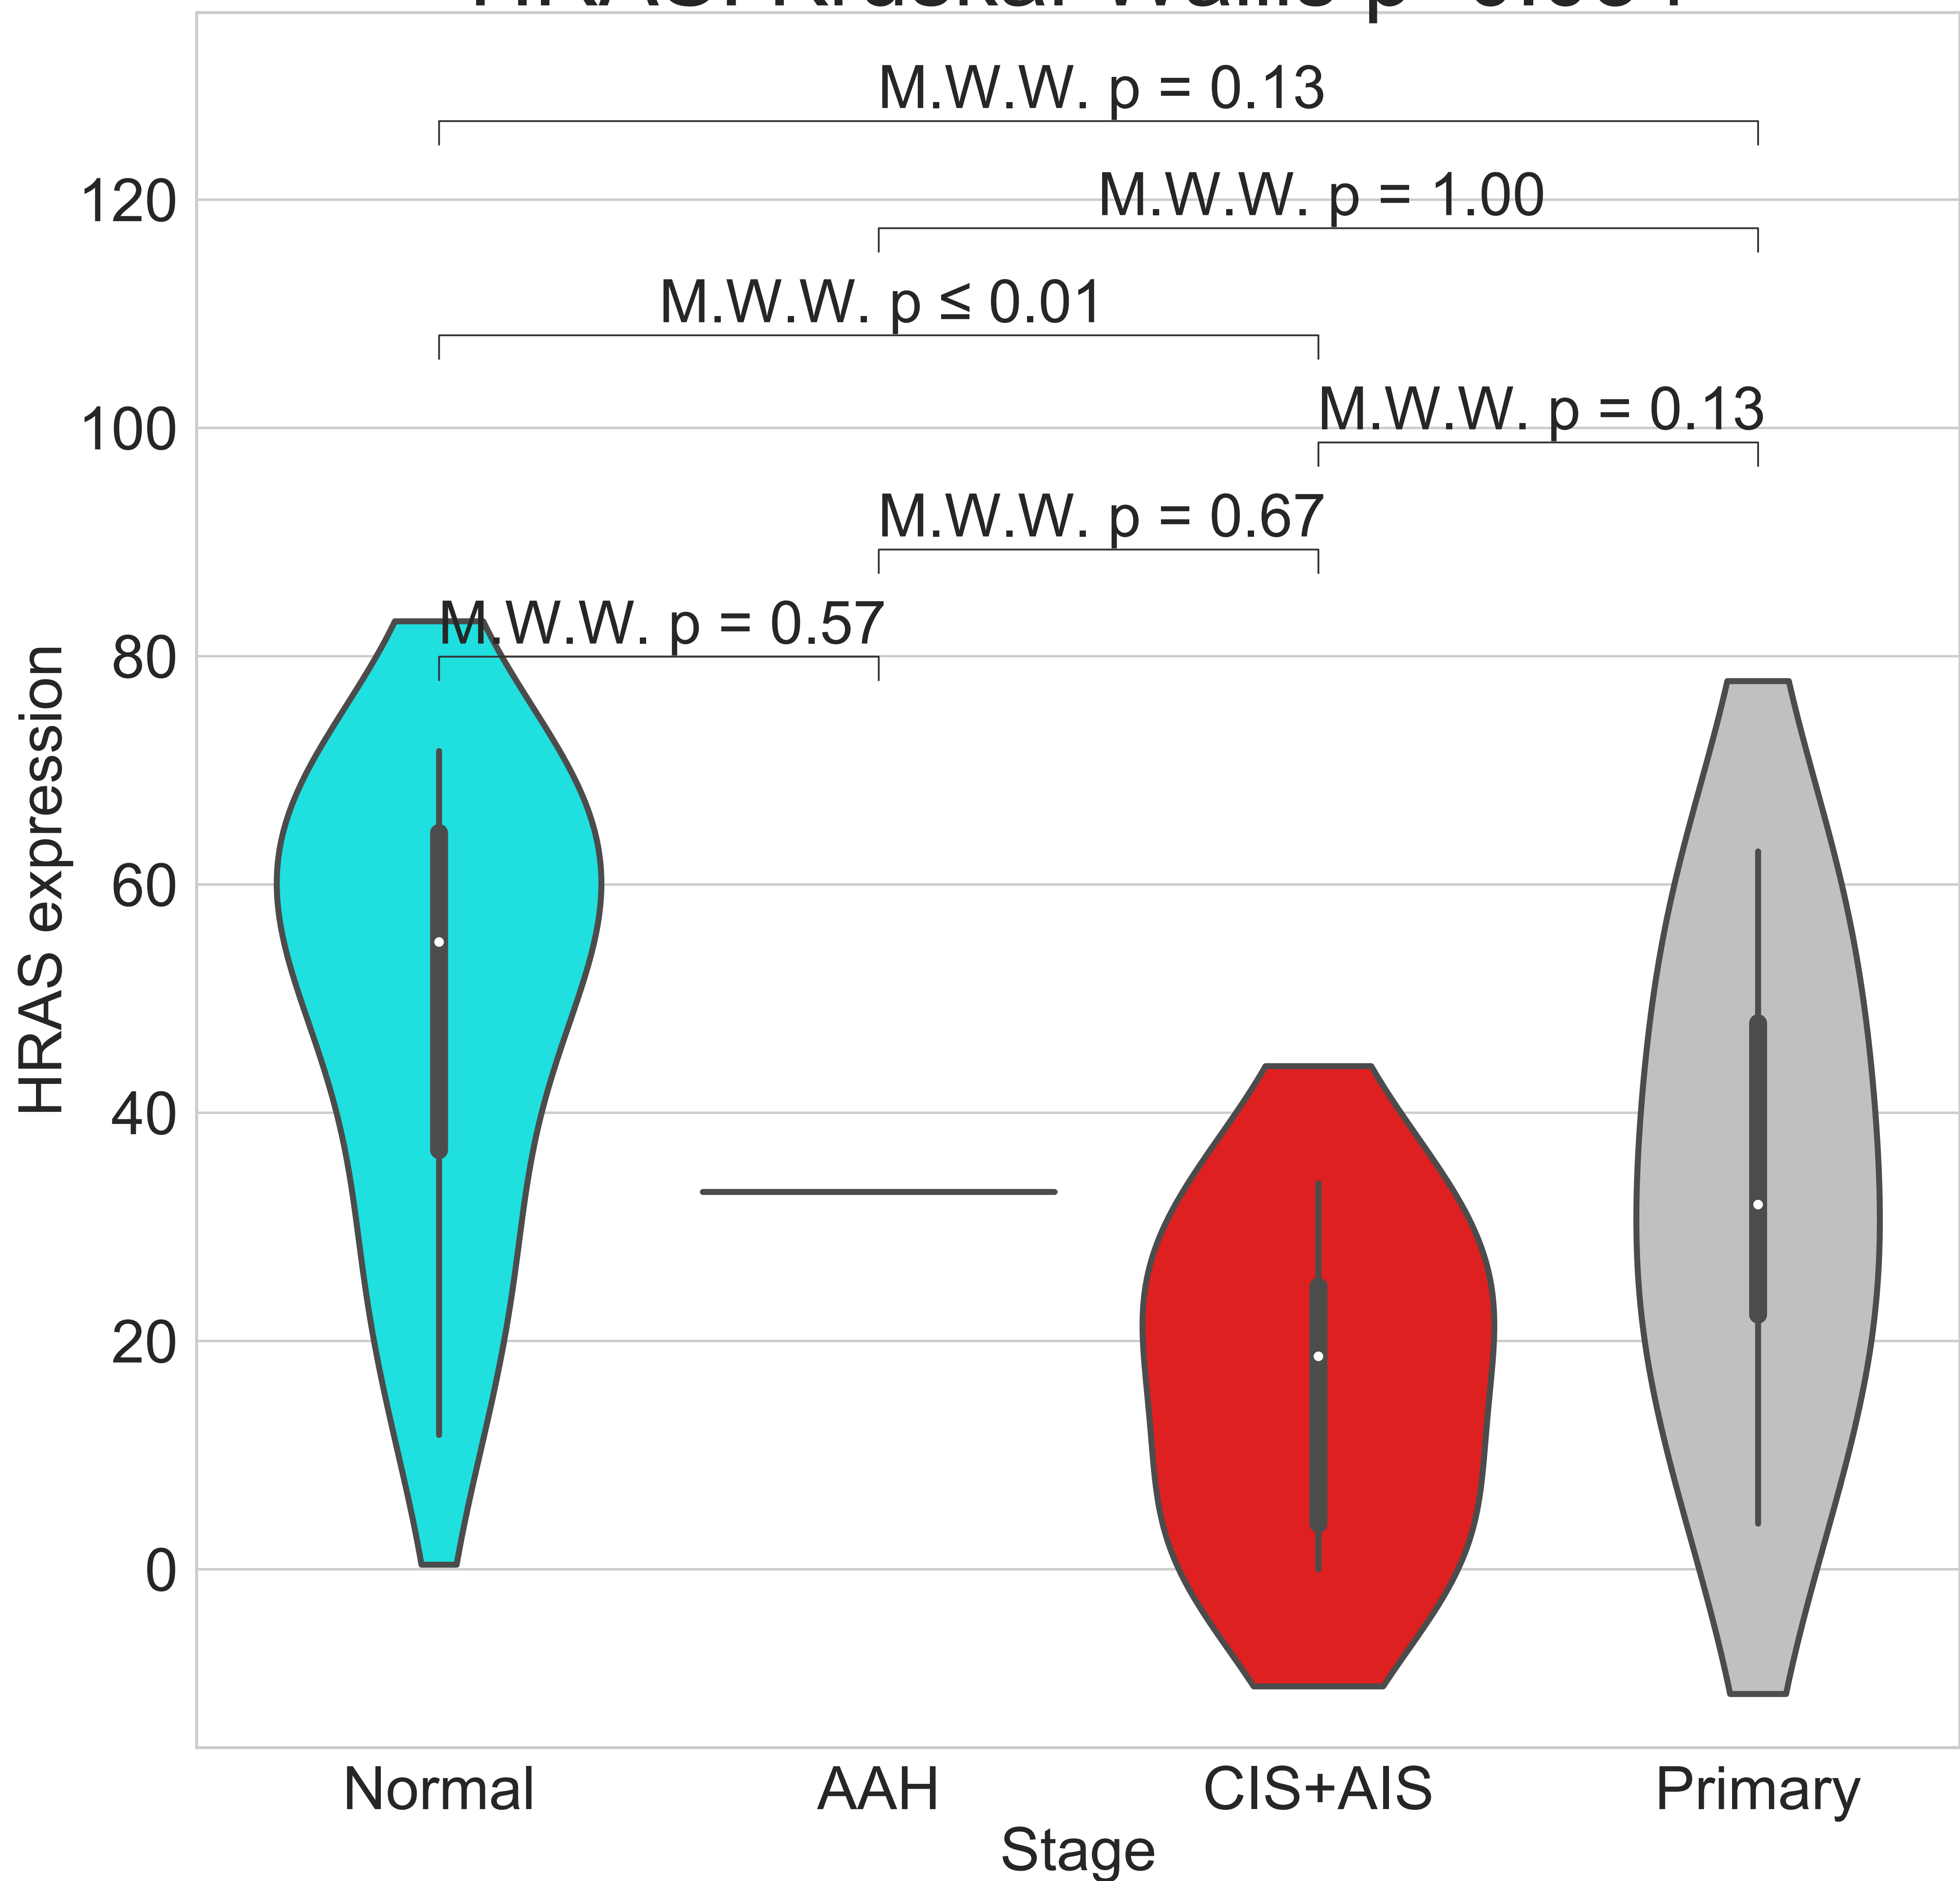 M.W.W. p = 0.13
M.W.W. p = 1.00
M.W.W. p ≤ 0.01
M.W.W. p = 0.13
M.W.W. p = 0.67
M.W.W. p = 0.57
120
100
80
60
40
20
0
HRAS expression
Normal AAH CIS+AIS Primary
Stage